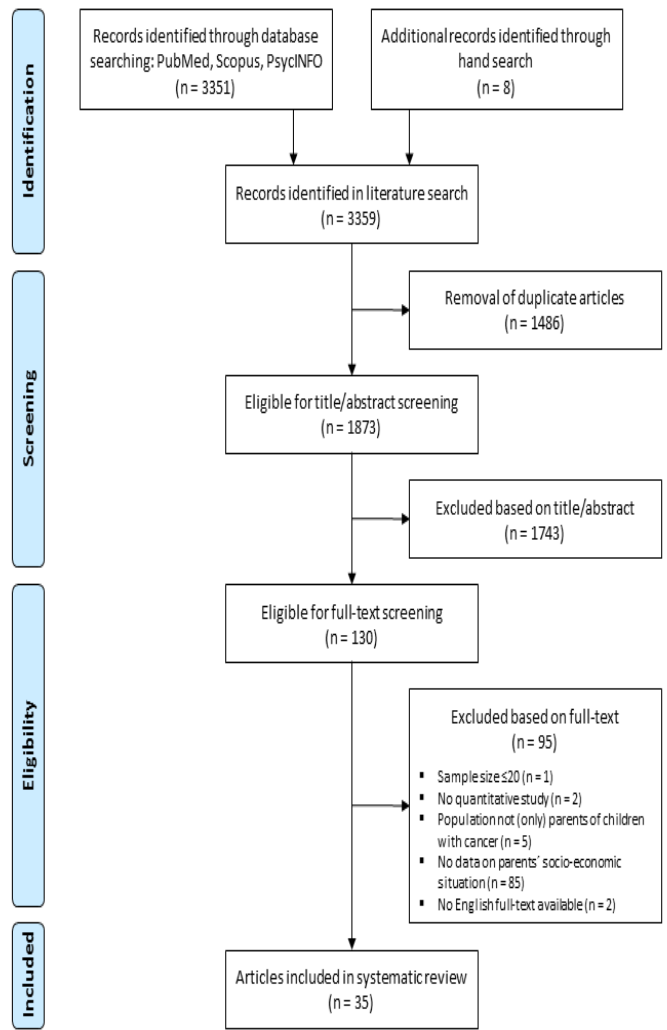 Identification
Records identified through database
searching: PubMed, Scopus, PsycINFO
(n = 3351)
Additional records identified through
hand search
(n = 8)
Records identified in literature search
(n = 3359)
Screening
Removal of duplicate articles
(n = 1486)
Eligible for title/abstract screening
(n = 1873)
Excluded based on title/abstract
(n = 1743)
Eligibility
Eligible for full-text screening
(n = 130)
Excluded based on full-text
(n = 95)
▪ Sample size ≤20 (n = 1)
▪ No quantitative study (n = 2)
▪ Population not (only) parents of children
with cancer (n = 5)
▪ No data on parents´ socio-economic
situation (n = 85)
▪ No English full-text available (n = 2)
Included
Articles included in systematic review
(n = 35)